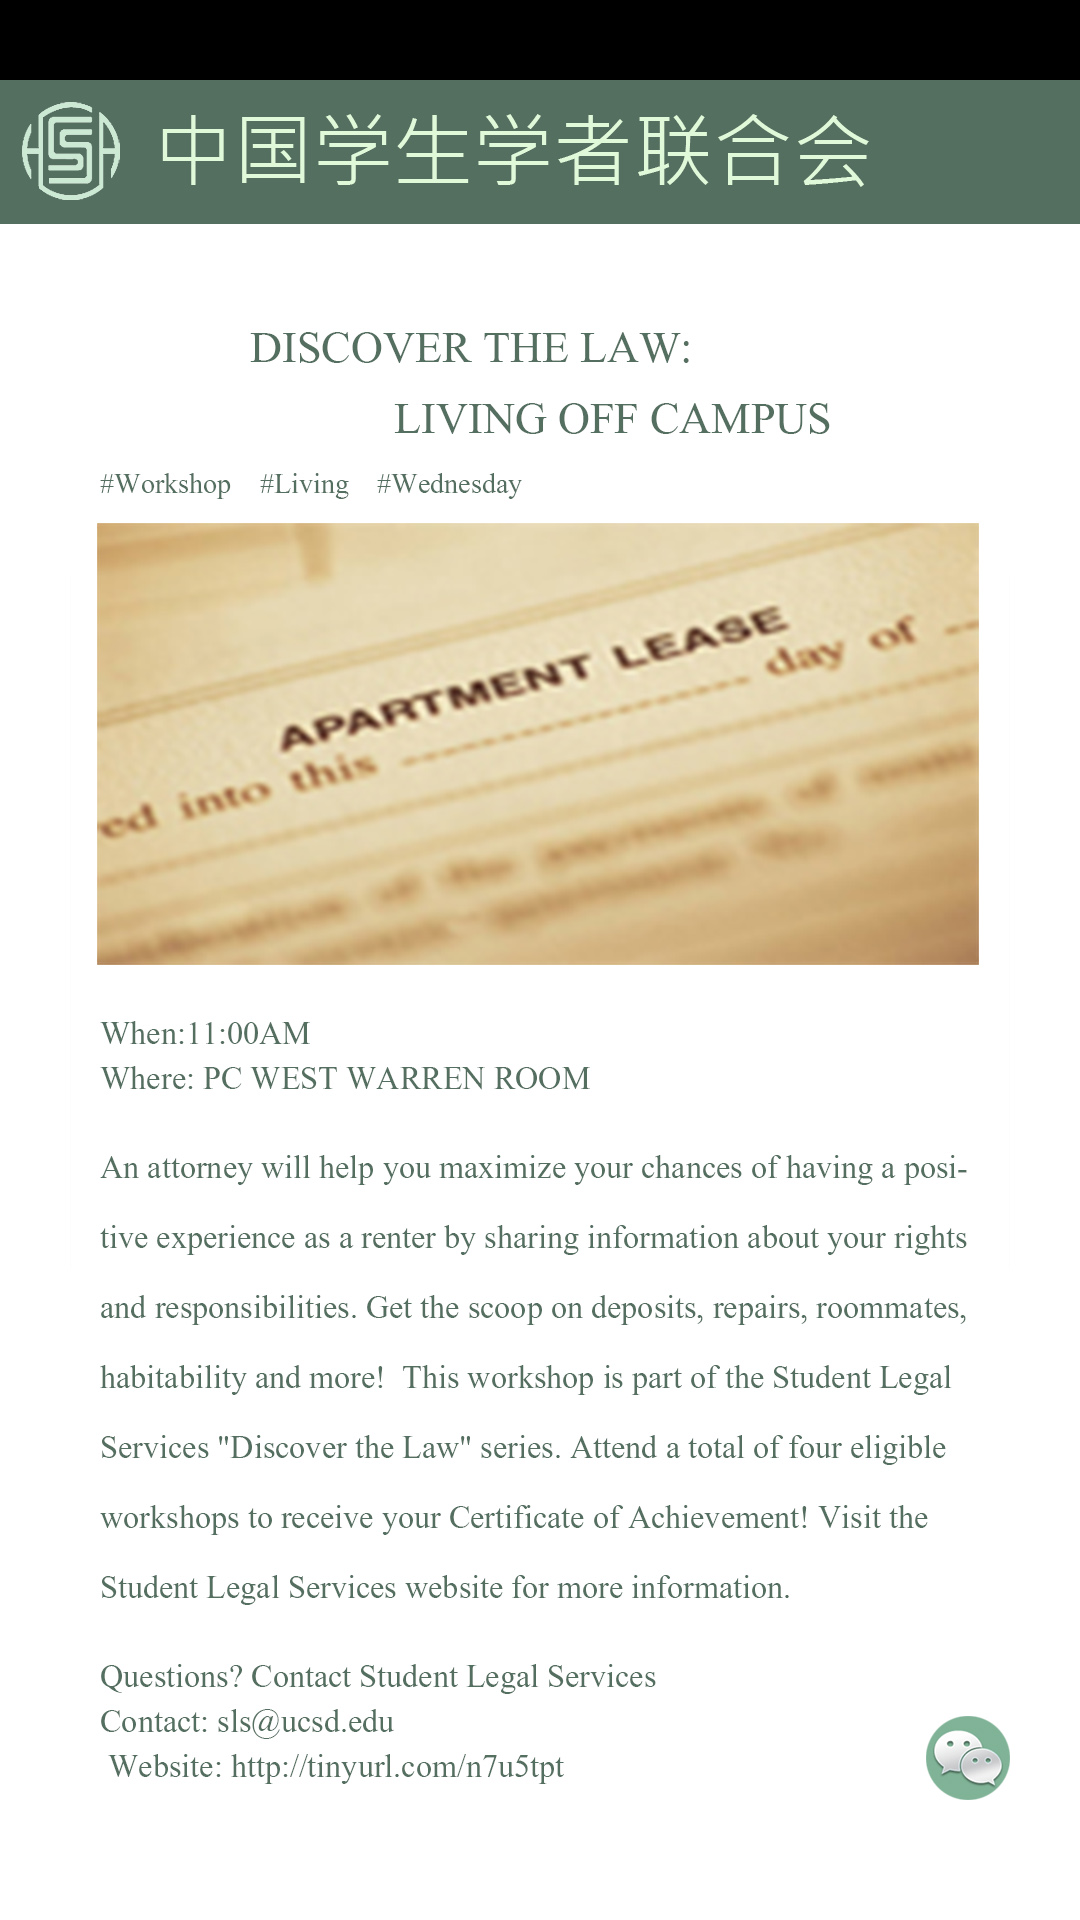 中国学生学者联合会
DISCOVER THE LAW:
LIVING OFF CAMPUS
#Workshop #Living #Wednesday
APARTMENT LEASE
red into this day of
When:11:00AM
Where: PC WEST WARREN ROOM
An attorney will help you maximize your chances of having a posi-
tive experience as a renter by sharing information about your rights
and responsibilities. Get the scoop on deposits, repairs, roommates,
habitability and more! This workshop is part of the Student Legal
Services "Discover the Law" series. Attend a total of four eligible
workshops to receive your Certificate of Achievement! Visit the
Student Legal Services website for more information.
Questions? Contact Student Legal Services
Contact: sls@ucsd.edu
Website: http://tinyurl.com/n7u5tpt